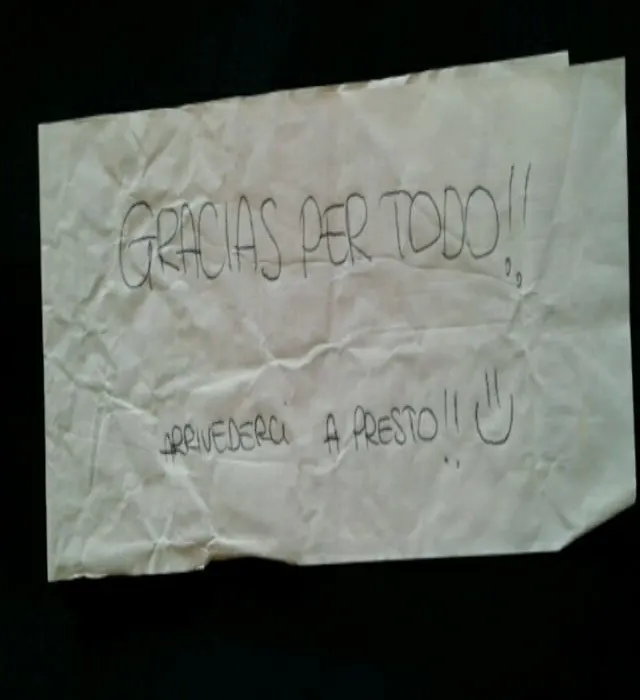 GRACIAS PER TODO!!
ARRIVEDERCi A PRESTO!! =)